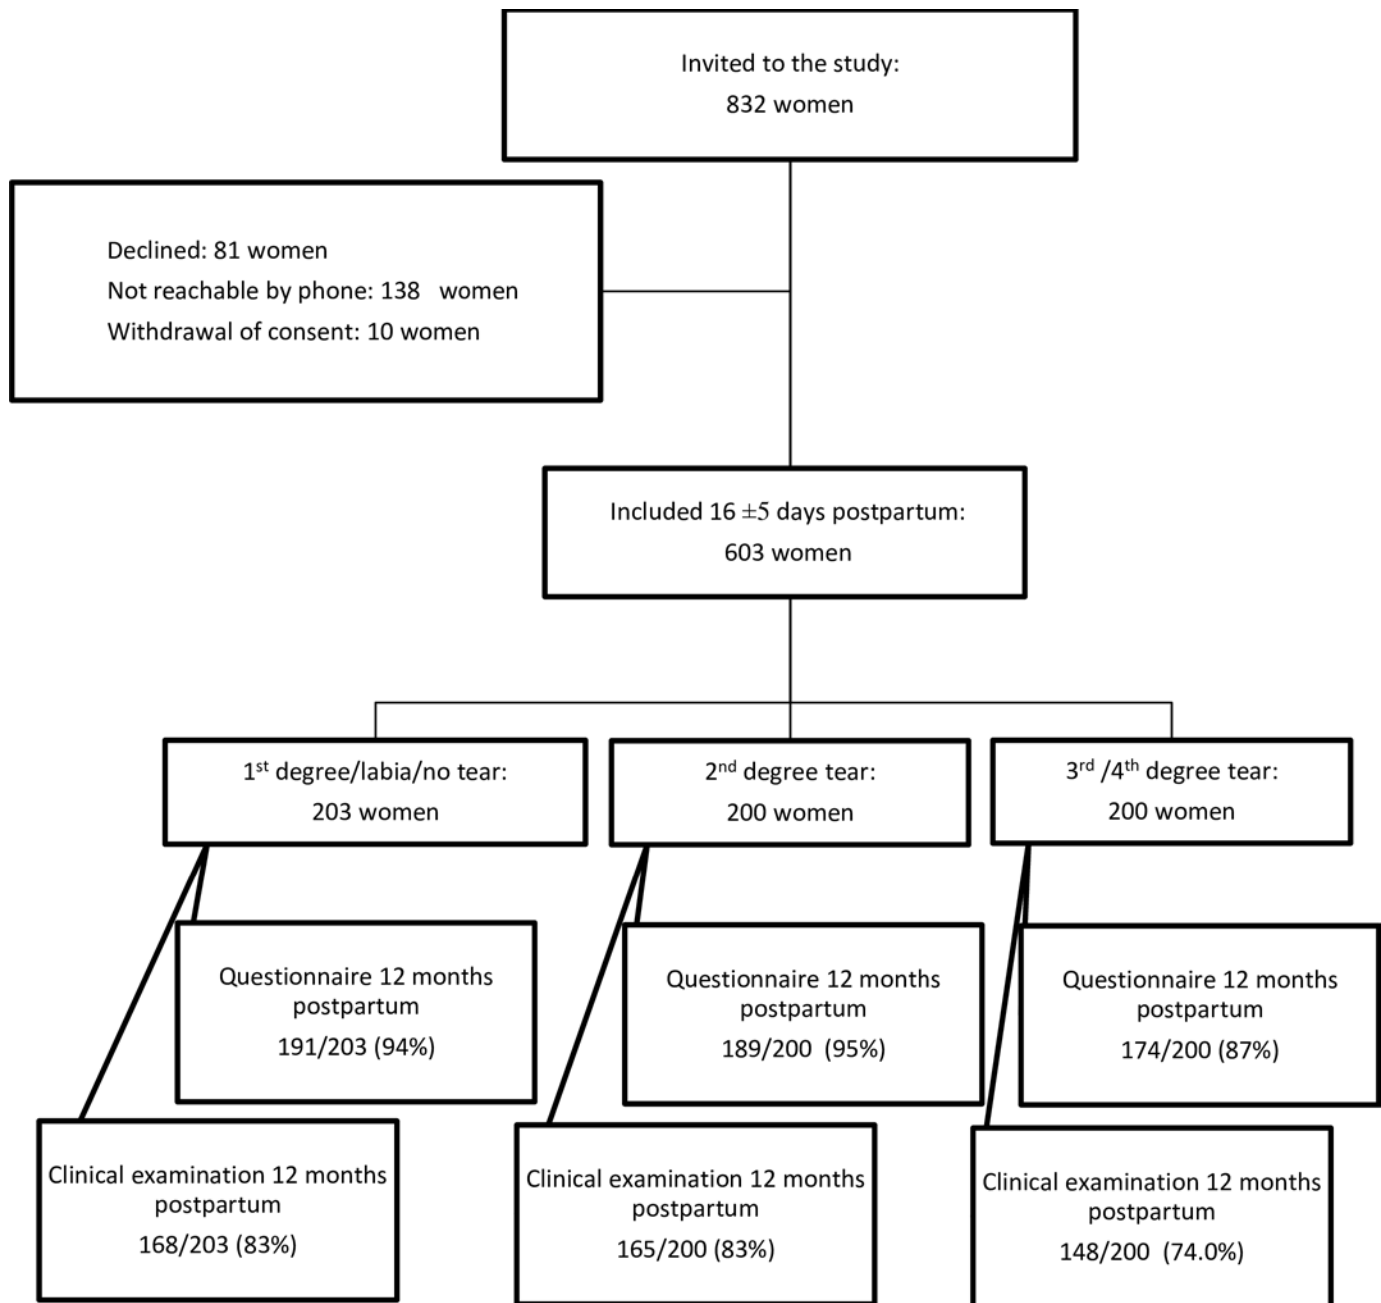 Invited to the study:
832 women
Declined: 81 women
Not reachable by phone: 138 women
Withdrawal of consent: 10 women
Included 16 ±5 days postpartum:
603 women
1st degree/labia/no tear:
203 women
2nd degree tear:
200 women
3rd /4th degree tear:
200 women
Questionnaire 12 months
postpartum
191/203 (94%)
Questionnaire 12 months
postpartum
189/200 (95%)
Questionnaire 12 months
postpartum
174/200 (87%)
Clinical examination 12 months
postpartum
168/203 (83%)
Clinical examination 12 months
postpartum
165/200 (83%)
Clinical examination 12 months
postpartum
148/200 (74.0%)